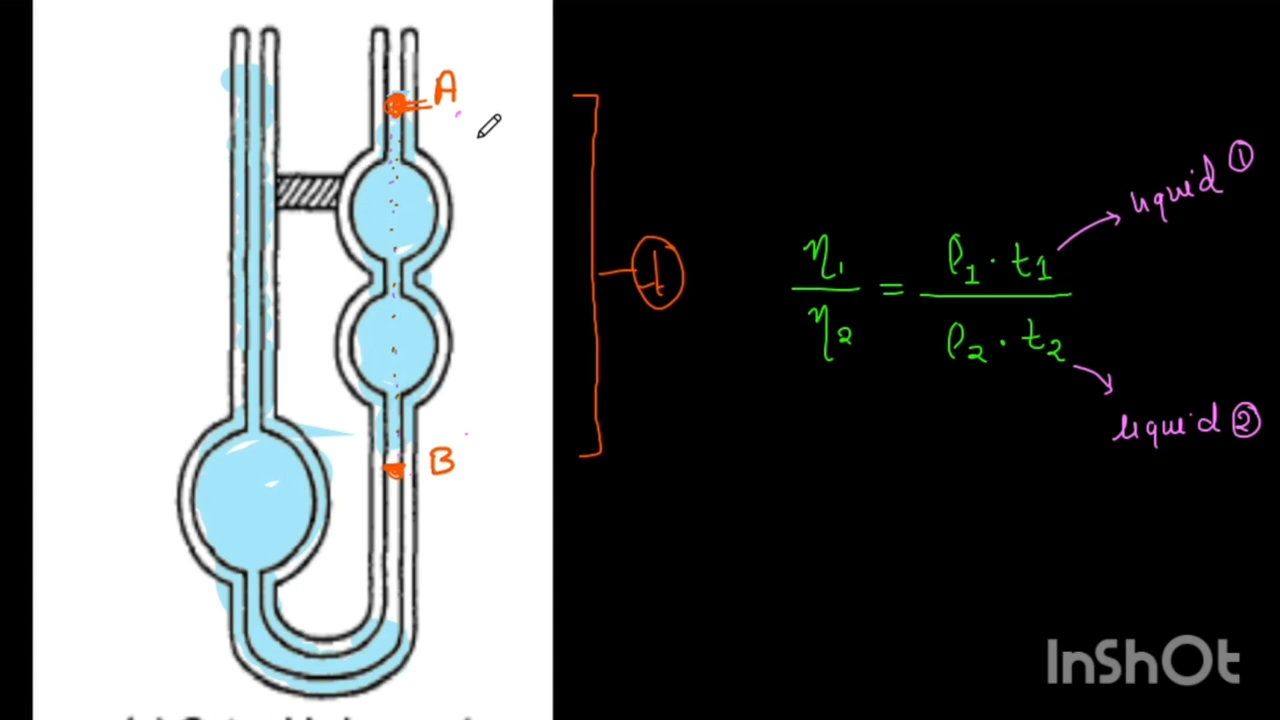 A
B
t
η₁ / η₂ = ρ₁ · t₁ / ρ₂ · t₂
liquid ①
liquid ②
InShOt